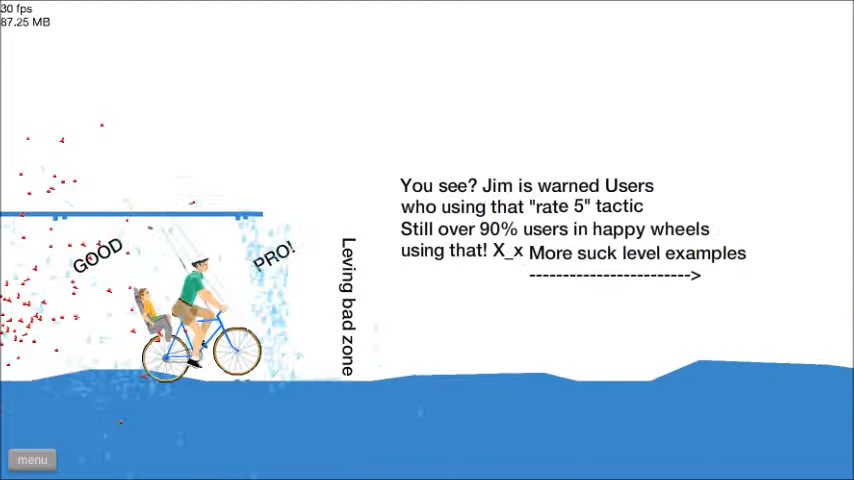 30 fps
87.25 MB
You see? Jim is warned Users
who using that "rate 5" tactic
Still over 90% users in happy wheels
using that! X_x More suck level examples
------------------------->
GOOD
PRO!
Leving bad zone
menu